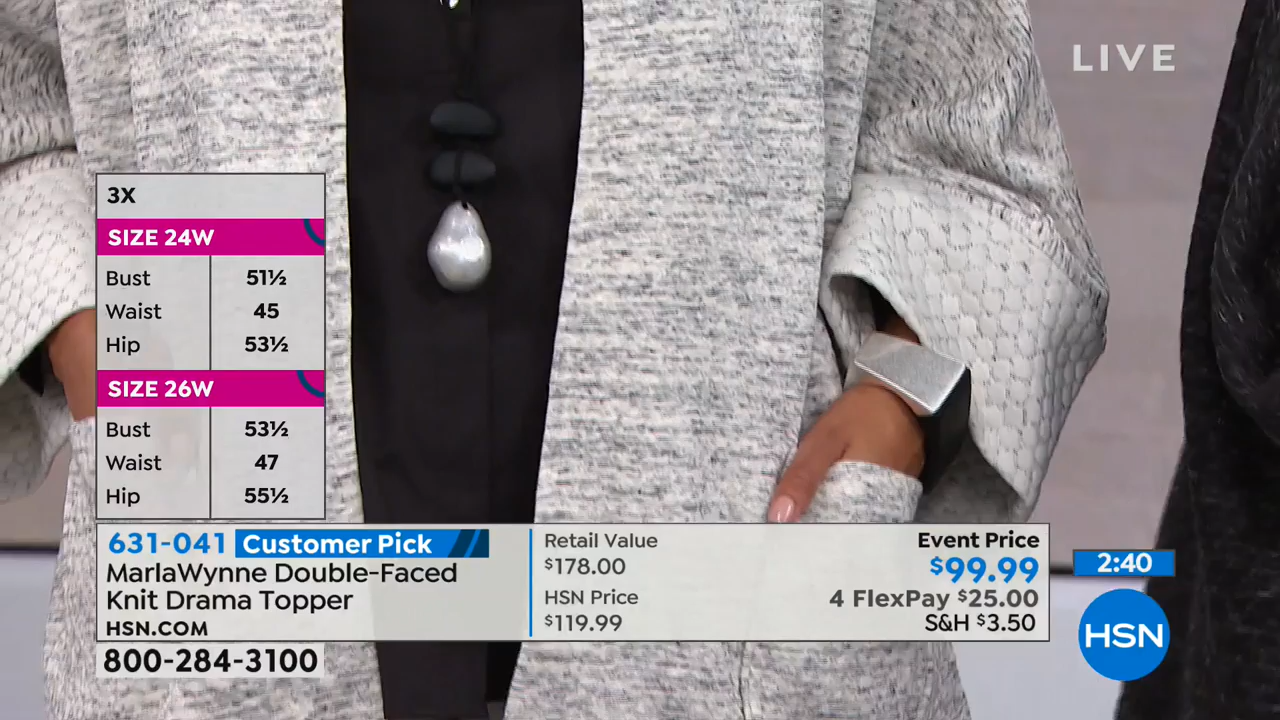 LIVE
3X
SIZE 24W
Bust 51½
Waist 45
Hip 53½
SIZE 26W
Bust 53½
Waist 47
Hip 55½
631-041 Customer Pick
MarlaWynne Double-Faced
Knit Drama Topper
HSN.COM
800-284-3100
Retail Value
$178.00
HSN Price
$119.99
Event Price
$99.99
4 FlexPay $25.00
S&H $3.50
2:40
HSN